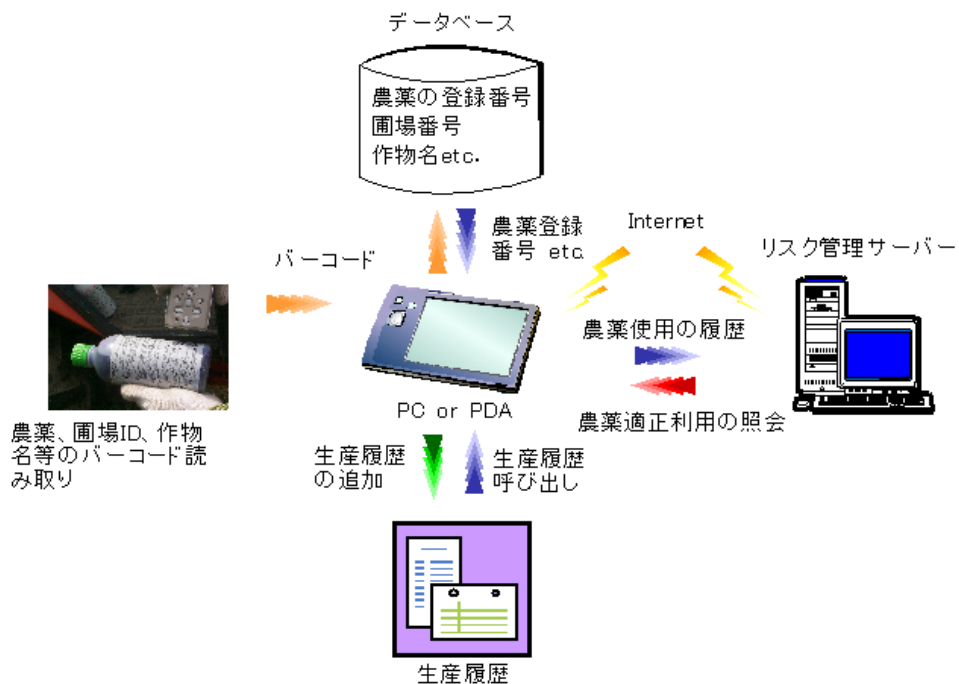 データベース
農薬の登録番号
圃場番号
作物名etc.
農薬登録
番号 etc.
Internet
リスク管理サーバー
バーコード
農薬使用の履歴
農薬適正利用の照会
PC or PDA
農薬、圃場ID、作物
名等のバーコード読
み取り
生産履歴
の追加
生産履歴
呼び出し
生産履歴